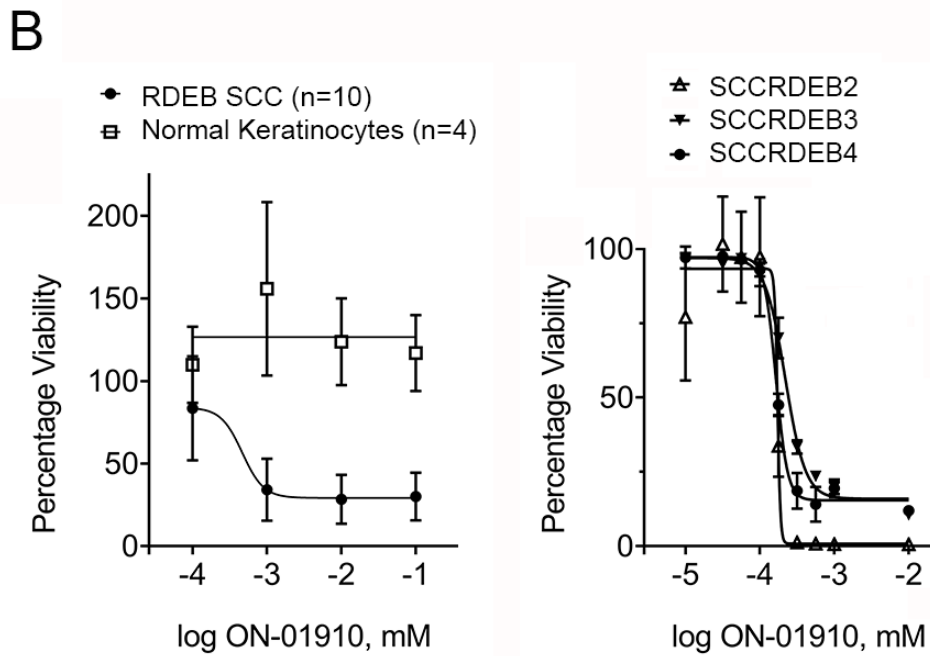 B
RDEB SCC (n=10)
Normal Keratinocytes (n=4)
Percentage Viability
200
150
100
50
0
-4 -3 -2 -1
log ON-01910, mM
SCCRDEB2
SCCRDEB3
SCCRDEB4
Percentage Viability
100
50
0
-5 -4 -3 -2
log ON-01910, mM